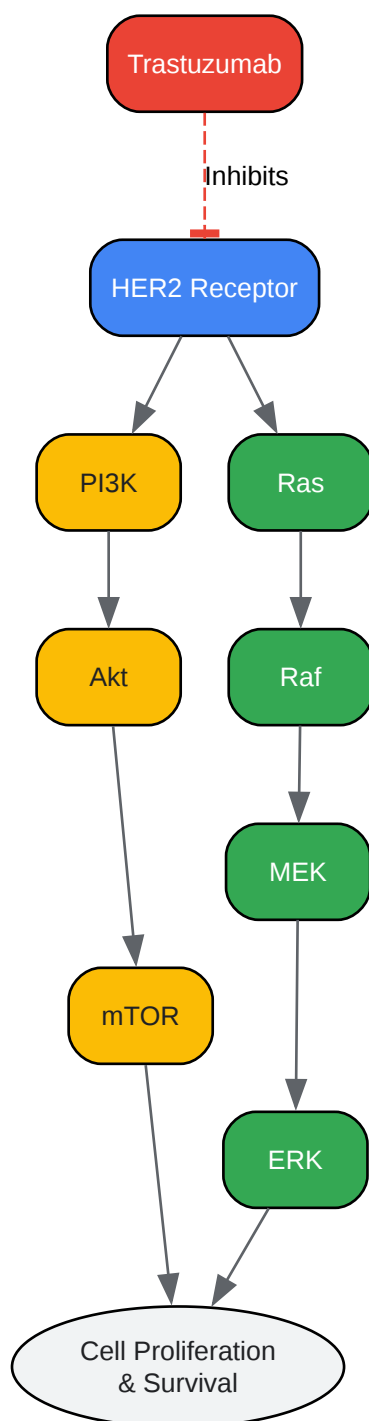 Trastuzumab
Inhibits
HER2 Receptor
PI3K
Ras
Akt
Raf
MEK
mTOR
ERK
Cell Proliferation
& Survival